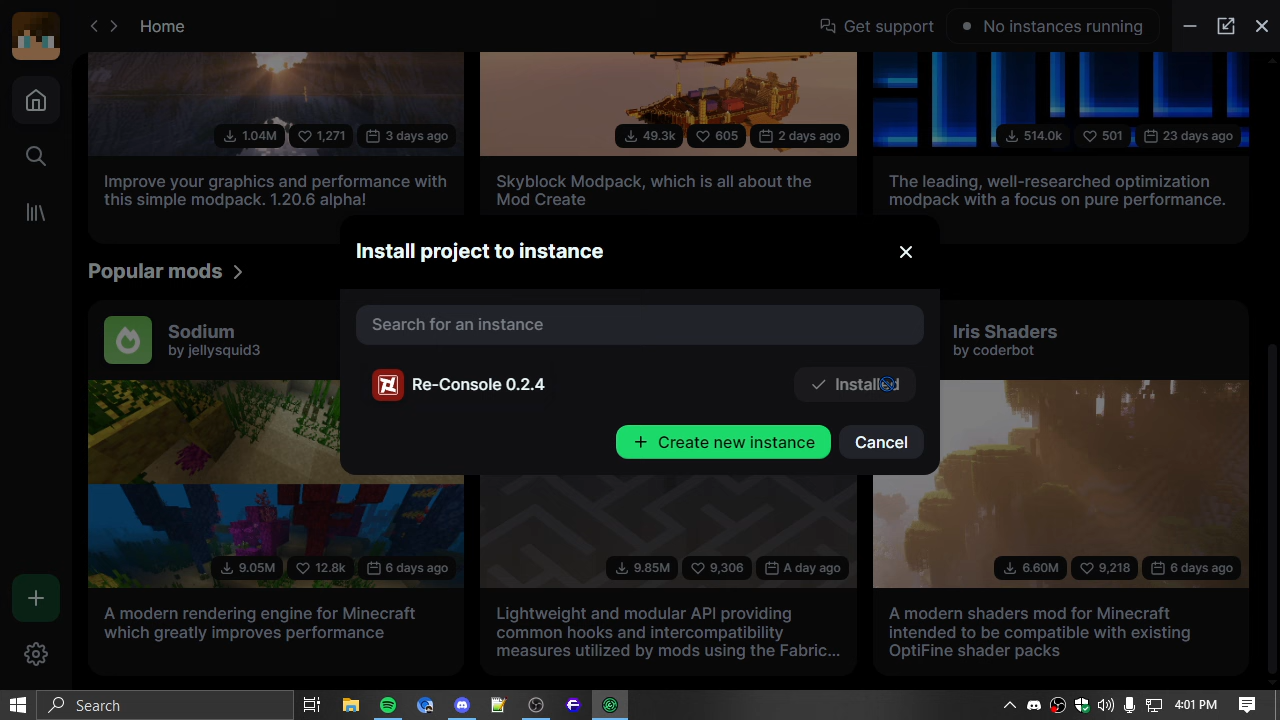 Home
Get support
No instances running
1.04M
1,271
3 days ago
49.3k
605
2 days ago
514.0k
501
23 days ago
Improve your graphics and performance with
this simple modpack. 1.20.6 alpha!
Skyblock Modpack, which is all about the
Mod Create
The leading, well-researched optimization
modpack with a focus on pure performance.
Install project to instance
Popular mods
Search for an instance
Sodium
by jellysquid3
Iris Shaders
by coderbot
Re-Console 0.2.4
Installed
Create new instance
Cancel
9.05M
12.8k
6 days ago
9.85M
9,306
A day ago
6.60M
9,218
6 days ago
A modern rendering engine for Minecraft
which greatly improves performance
Lightweight and modular API providing
common hooks and intercompatibility
measures utilized by mods using the Fabric...
A modern shaders mod for Minecraft
intended to be compatible with existing
OptiFine shader packs
Search
4:01 PM